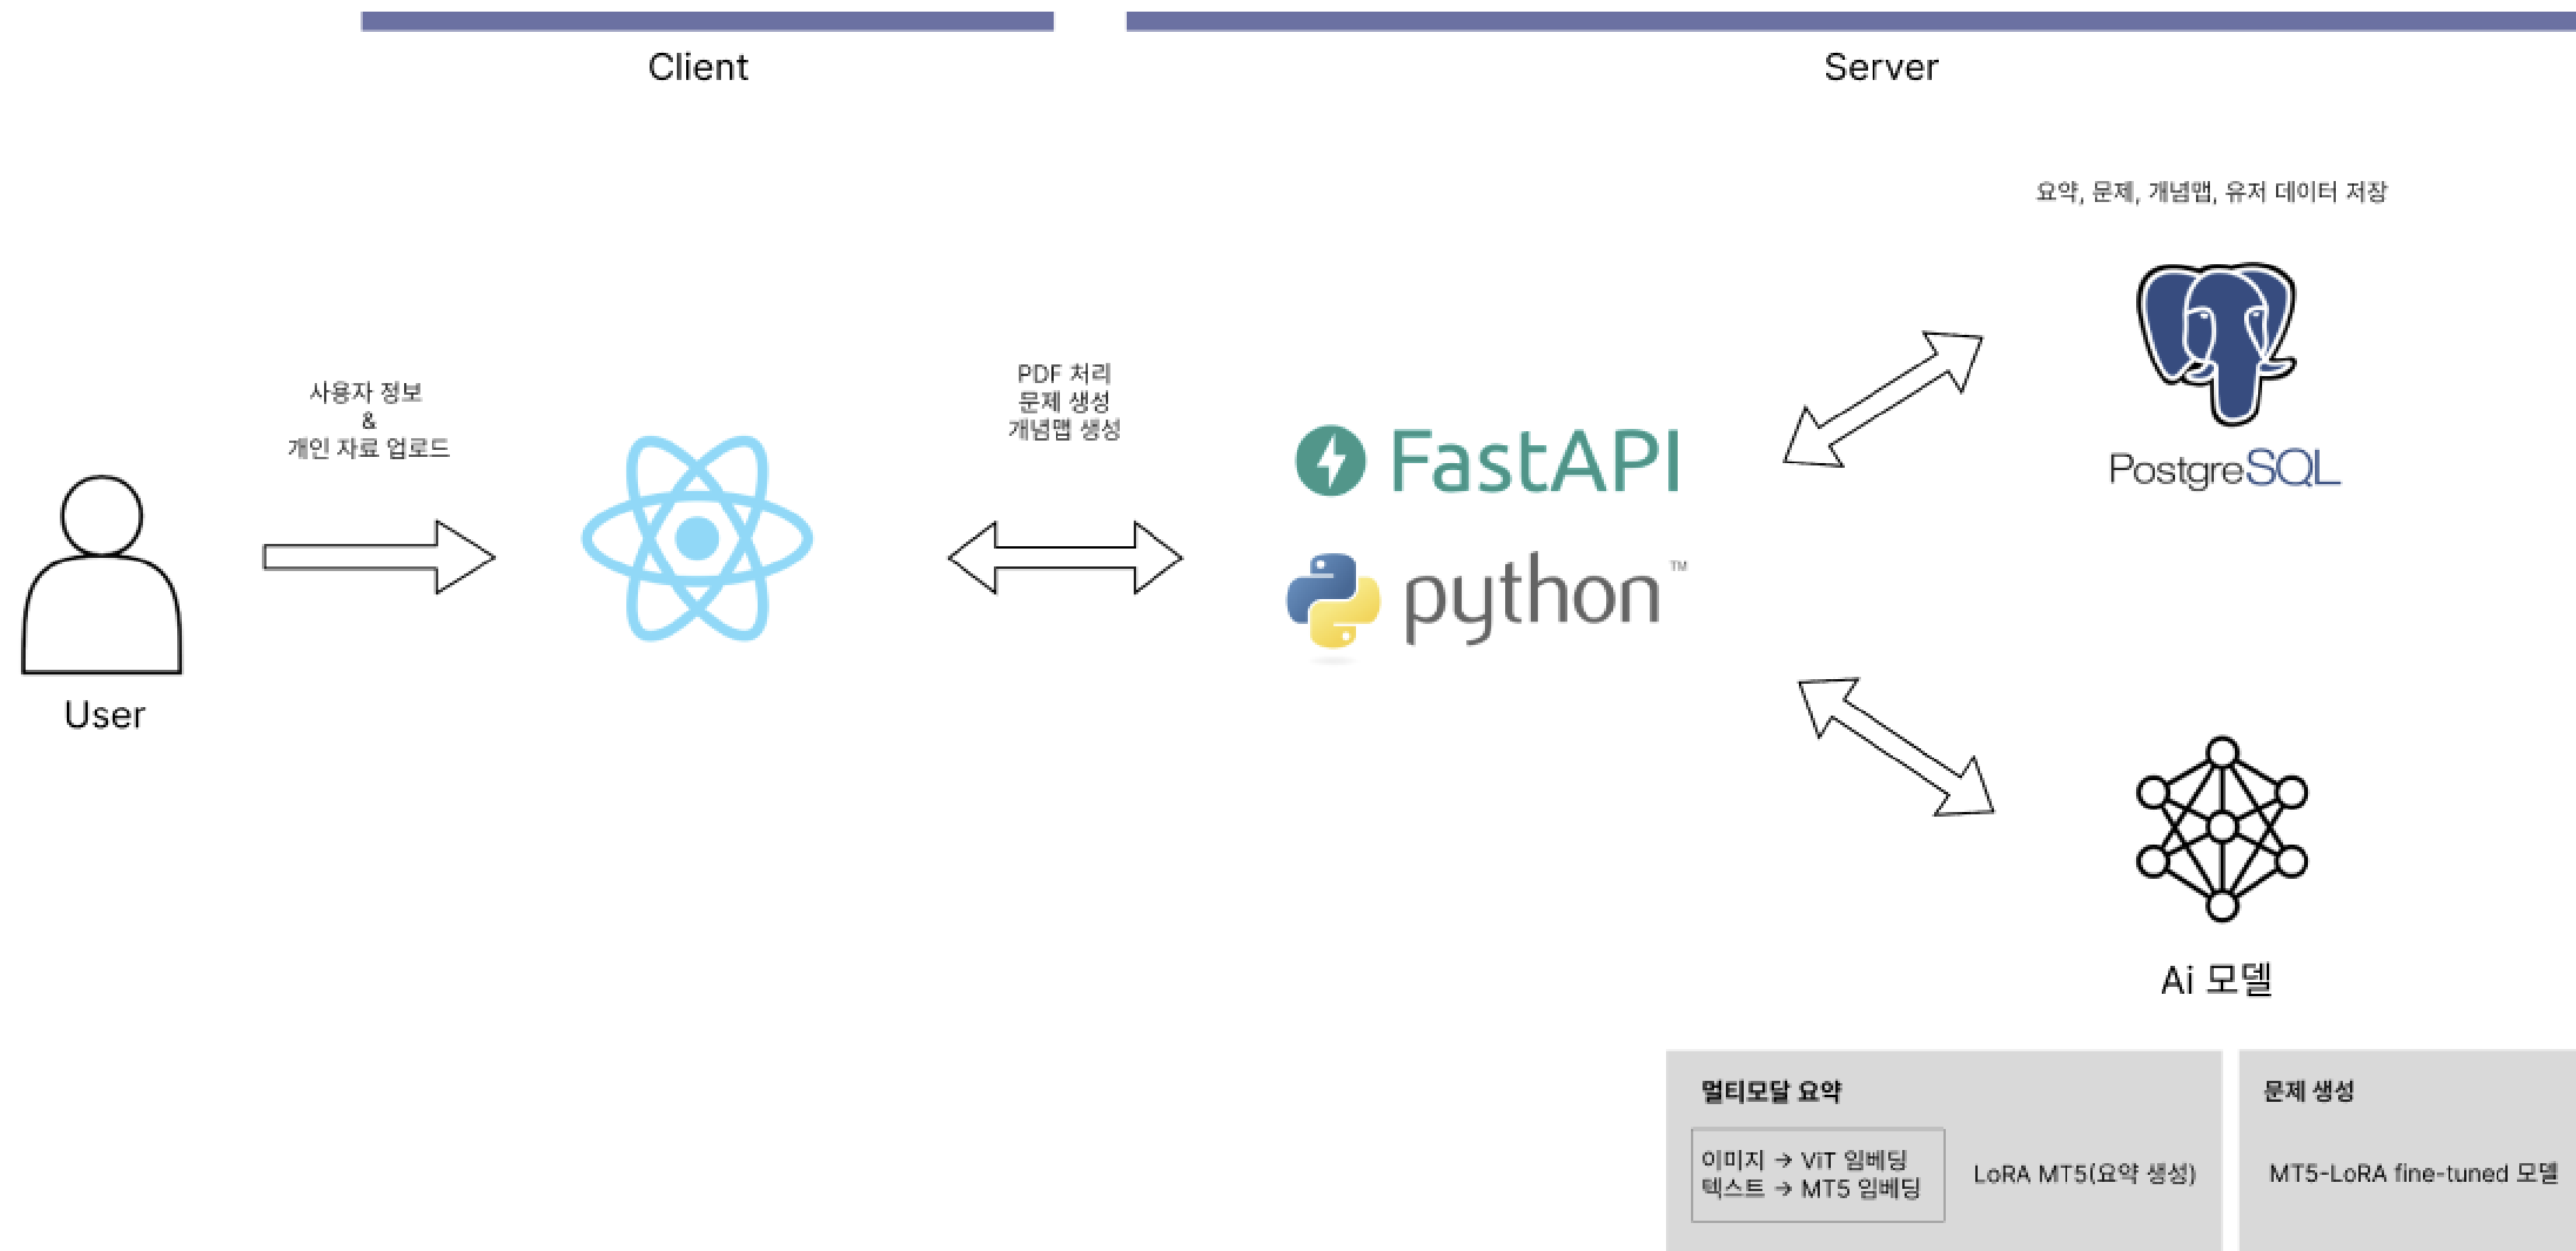 Client
Server
요약, 문제, 개념맵, 유저 데이터 저장
사용자 정보
&
개인 자료 업로드
PDF 처리
문제 생성
개념맵 생성
FastAPI
python™
PostgreSQL
User
Ai 모델
멀티모달 요약
이미지 → ViT 임베딩
텍스트 → MT5 임베딩
LoRA MT5(요약 생성)
문제 생성
MT5-LoRA fine-tuned 모델